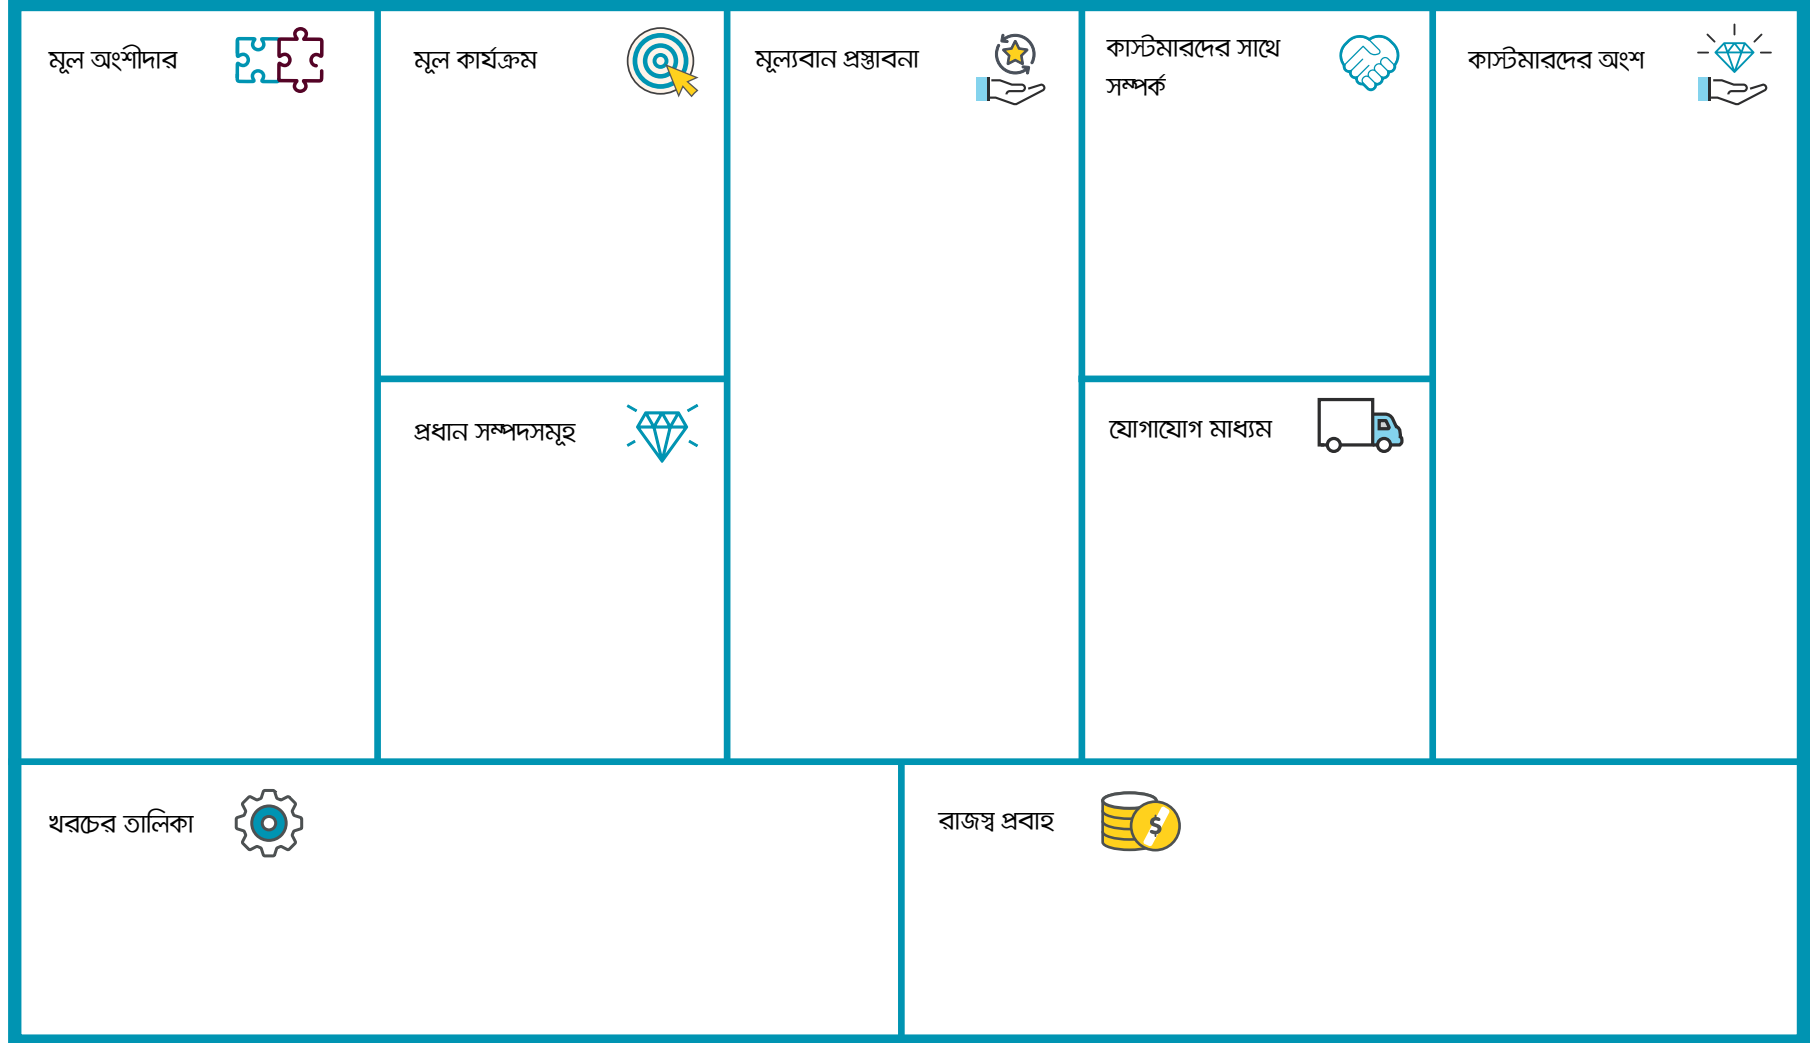 মূল অংশীদার
মূল কার্যক্রম
মূল্যবান প্রস্তাবনা
কাস্টমারদের সাথে
সম্পর্ক
কাস্টমারদের অংশ
প্রধান সম্পদসমূহ
যোগাযোগ মাধ্যম
খরচের তালিকা
রাজস্ব প্রবাহ
$